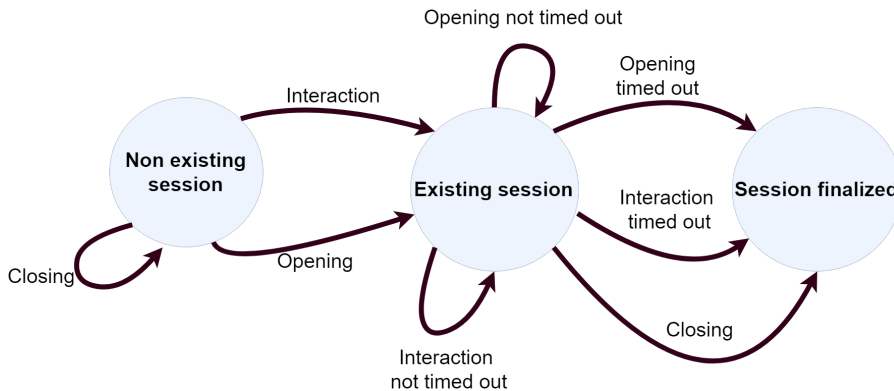 Opening not timed out
Opening
timed out
Interaction
Non existing
session
Existing session
Session finalized
Interaction
timed out
Closing
Opening
Closing
Interaction
not timed out